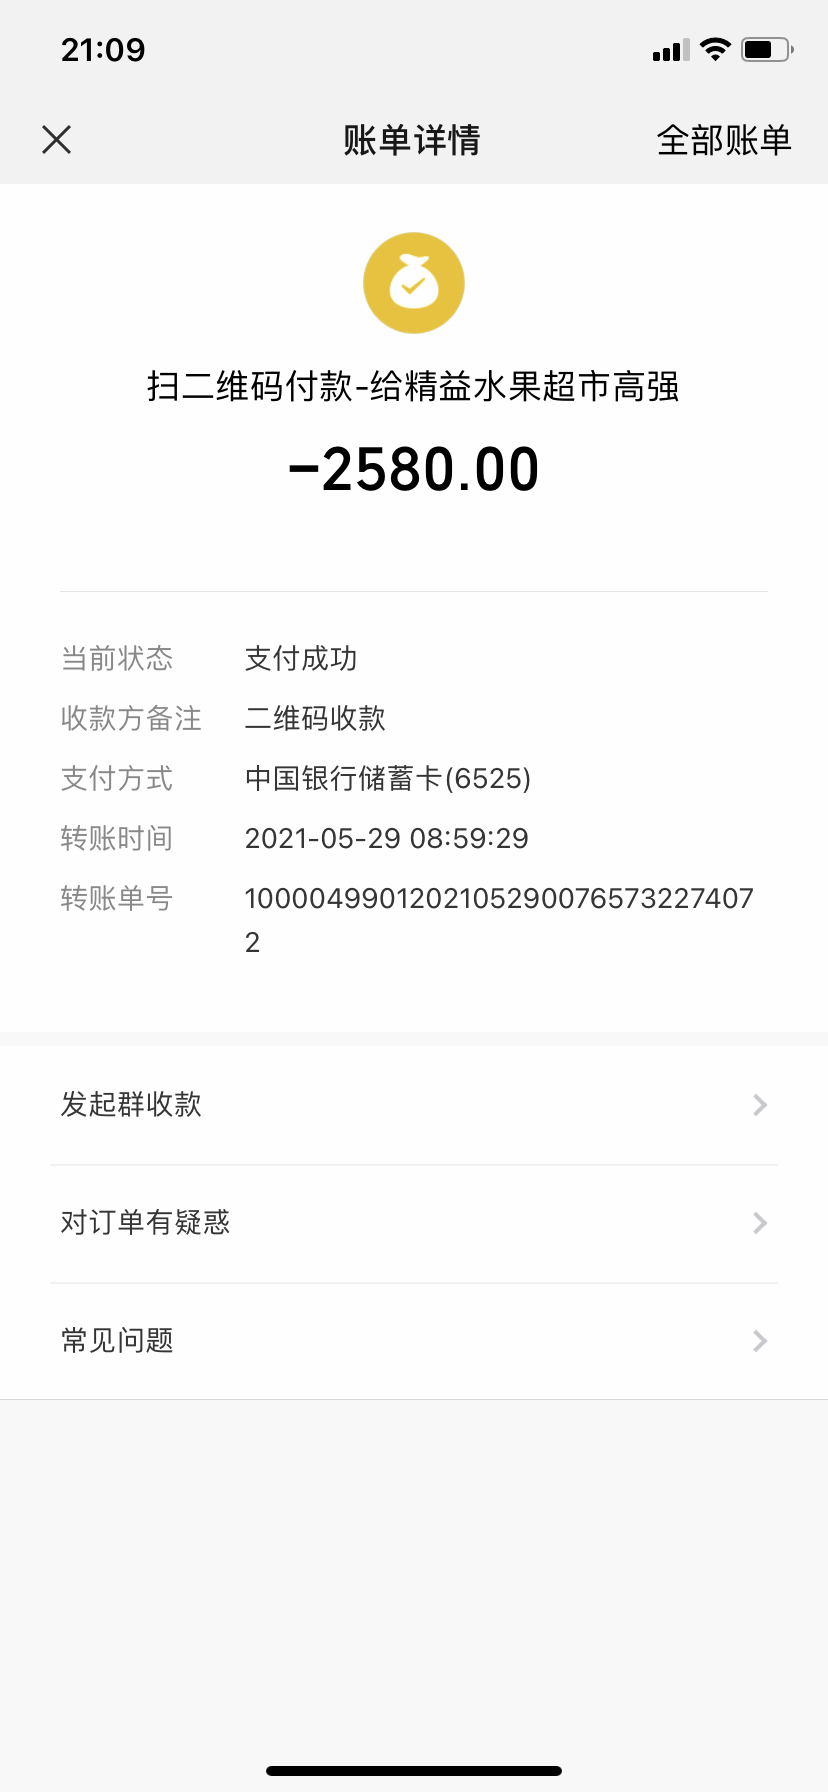 21:09
账单详情
全部账单
扫二维码付款-给精益水果超市高强
-2580.00
当前状态 支付成功
收款方备注 二维码收款
支付方式 中国银行储蓄卡(6525)
转账时间 2021-05-29 08:59:29
转账单号 1000049901202105290076573227407
2
发起群收款
对订单有疑惑
常见问题